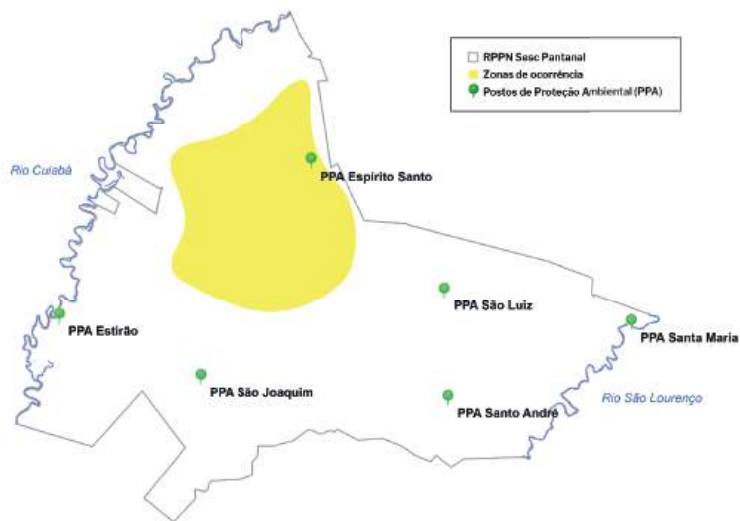 RPPN Sesc Pantanal
Zonas de ocorrência
Postos de Proteção Ambiental (PPA)
Rio Cuiabá
PPA Espírito Santo
PPA São Luiz
PPA Estirão
PPA Santa Maria
PPA São Joaquim
Rio São Lourenço
PPA Santo André